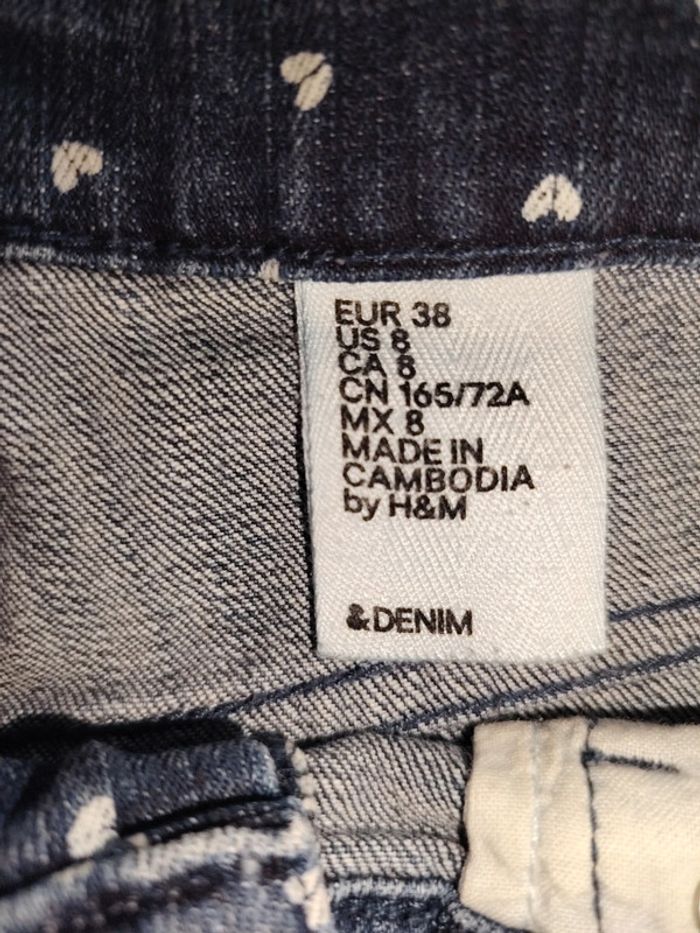 EUR 38
US 8
CA 8
CN 165/72A
MX 8
MADE IN
CAMBODIA
by H&M
&DENIM